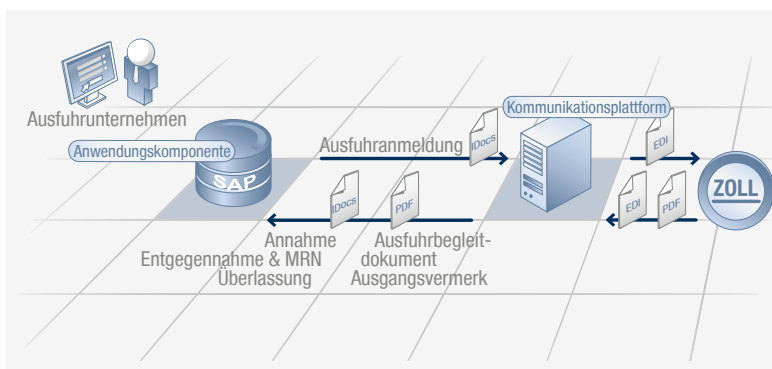 Ausfuhrunternehmen
Anwendungskomponente
SAP
Ausfuhranmeldung
IDocs
Kommunikationsplattform
EDI
ZOLL
IDocs
PDF
EDI
PDF
Annahme
Entgegennahme & MRN
Überlassung
Ausfuhrbegleit-
dokument
Ausgangsvermerk